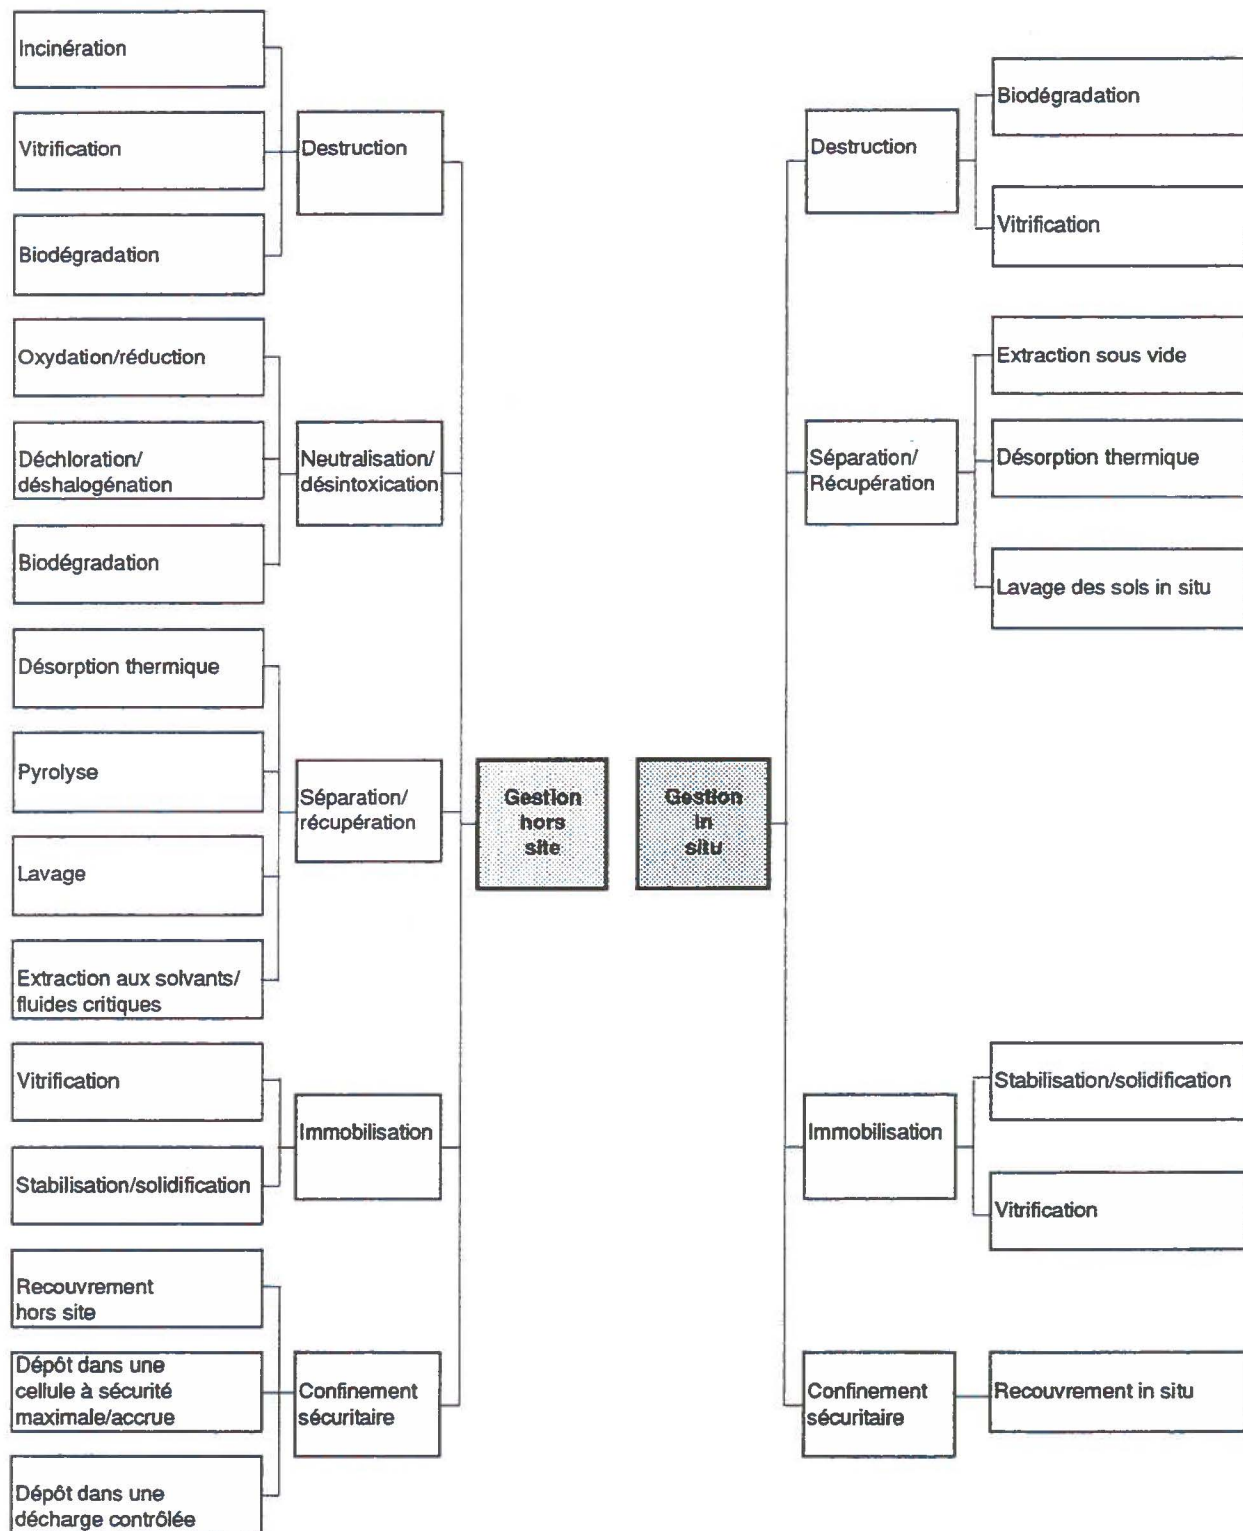 Incinération
Vitrification
Biodégradation
Destruction
Oxydation/réduction
Déchloration/
déshalogénation
Biodégradation
Neutralisation/
désintoxication
Désorption thermique
Pyrolyse
Lavage
Extraction aux solvants/
fluides critiques
Séparation/
récupération
Vitrification
Stabilisation/solidification
Immobilisation
Recouvrement
hors site
Dépôt dans une
cellule à sécurité
maximale/accrue
Dépôt dans une
décharge contrôlée
Confinement
sécuritaire
Gestion
hors
site
Gestion
in
situ
Destruction
Biodégradation
Vitrification
Séparation/
Récupération
Extraction sous vide
Désorption thermique
Lavage des sols in situ
Immobilisation
Stabilisation/solidification
Vitrification
Confinement
sécuritaire
Recouvrement in situ